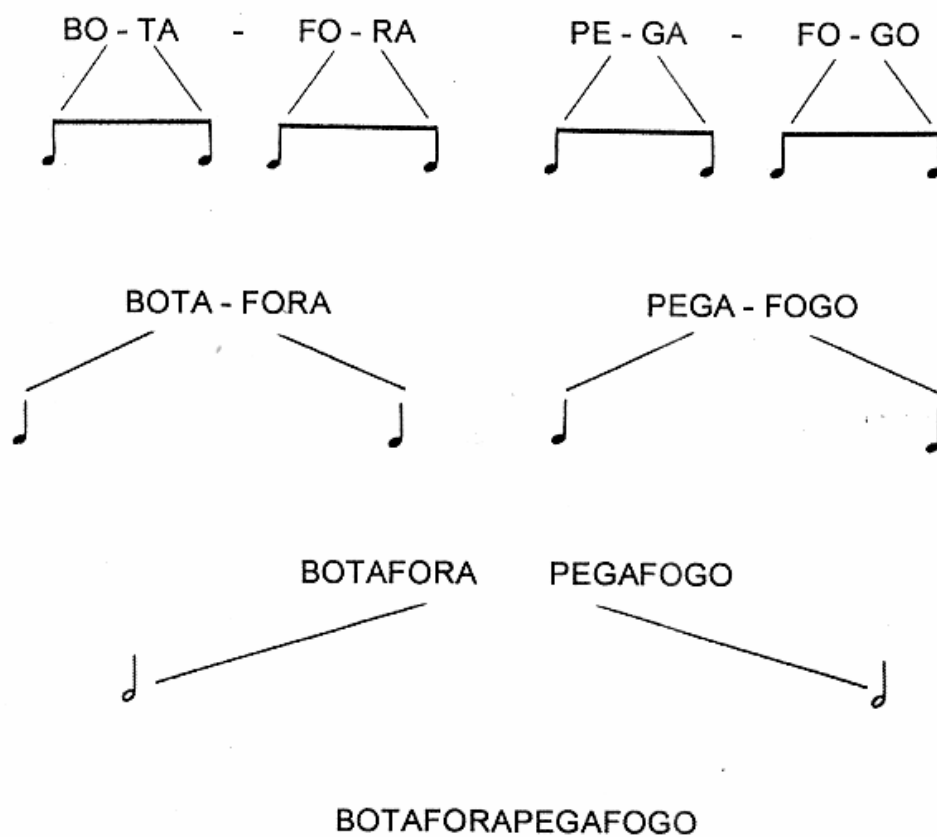 BO - TA - FO - RA PE - GA - FO - GO
BOTA - FORA PEGA - FOGO
BOTAFORA PEGAFOGO
BOTAFORAPEGAFOGO